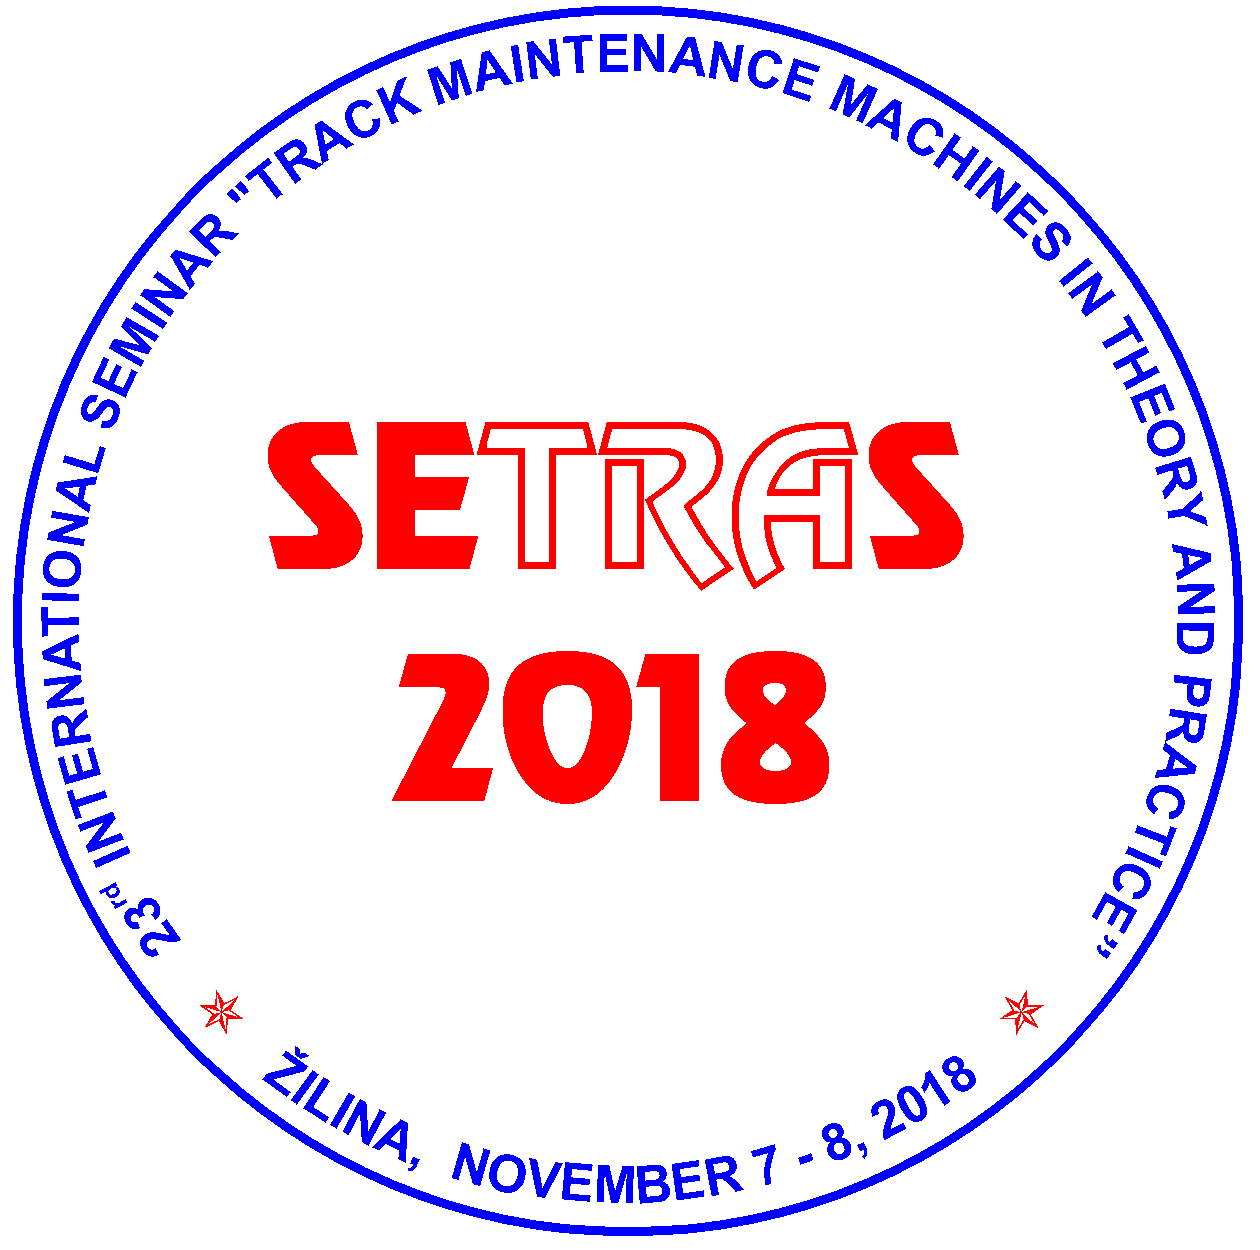 23rd INTERNATIONAL SEMINAR "TRACK MAINTENANCE MACHINES IN THEORY AND PRACTICE“
SETRAS
2018
ŽILINA, NOVEMBER 7 - 8, 2018